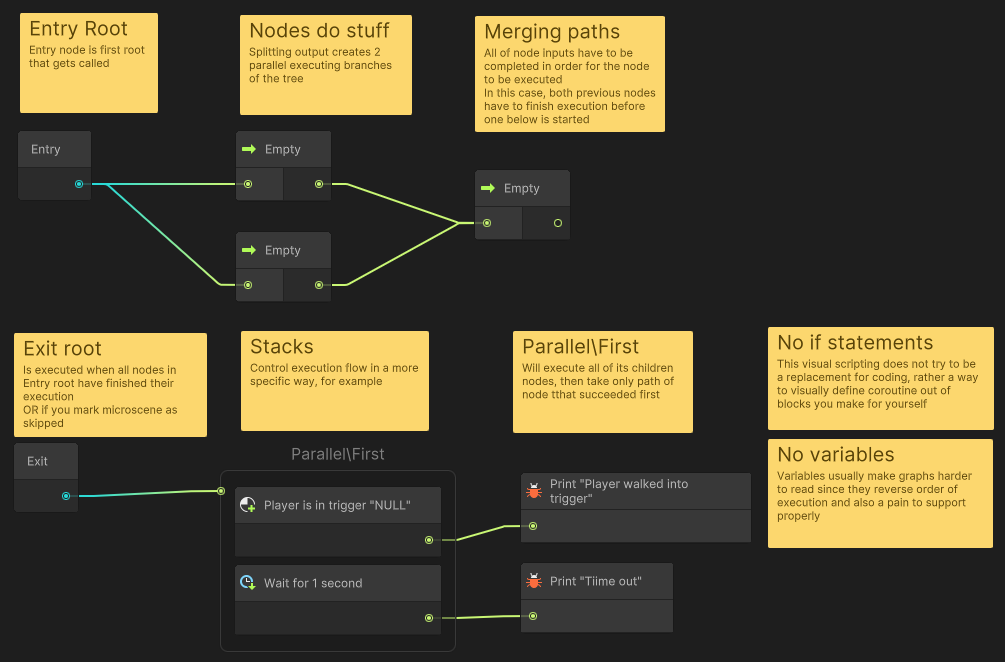 Entry Root
Entry node is first root
that gets called
Nodes do stuff
Splitting output creates 2
parallel executing branches
of the tree
Merging paths
All of node inputs have to be
completed in order for the node
to be executed
In this case, both previous nodes
have to finish execution before
one below is started
Entry
Empty
Empty
Empty
Exit root
Is executed when all nodes in
Entry root have finished their
execution
OR if you mark microscene as
skipped
Stacks
Control execution flow in a more
specific way, for example
Parallel\First
Will execute all of its children
nodes, then take only path of
node tthat succeeded first
No if statements
This visual scripting does not try to be
a replacement for coding, rather a way
to visually define coroutine out of
blocks you make for yourself
No variables
Variables usually make graphs harder
to read since they reverse order of
execution and also a pain to support
properly
Exit
Parallel\First
Player is in trigger "NULL"
Wait for 1 second
Print "Player walked into
trigger"
Print "Tiime out"